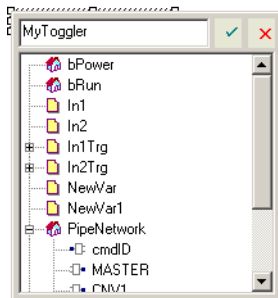 MyToggler
bPower
bRun
In1
In2
In1Trg
In2Trg
NewVar
NewVar1
PipeNetwork
cmdID
MASTER
CNV1